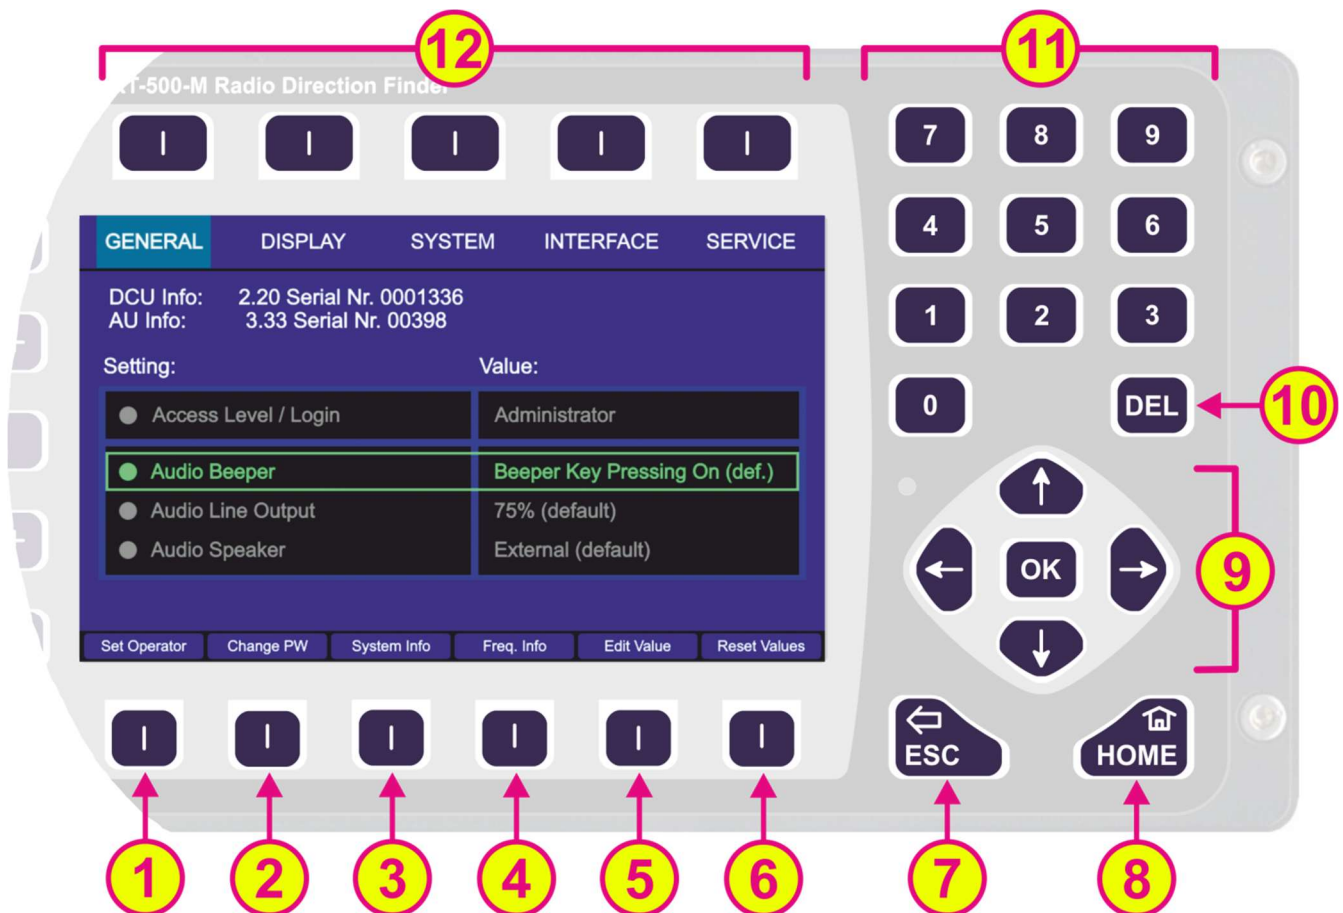 12
11
T-500-M Radio Direction Finder
7 8 9
4 5 6
1 2 3
0 DEL
10
GENERAL DISPLAY SYSTEM INTERFACE SERVICE
DCU Info: 2.20 Serial Nr. 0001336
AU Info: 3.33 Serial Nr. 00398
Setting: Value:
Access Level / Login Administrator
Audio Beeper Beeper Key Pressing On (def.)
Audio Line Output 75% (default)
Audio Speaker External (default)
Set Operator Change PW System Info Freq. Info Edit Value Reset Values
OK
9
ESC HOME
1 2 3 4 5 6 7 8